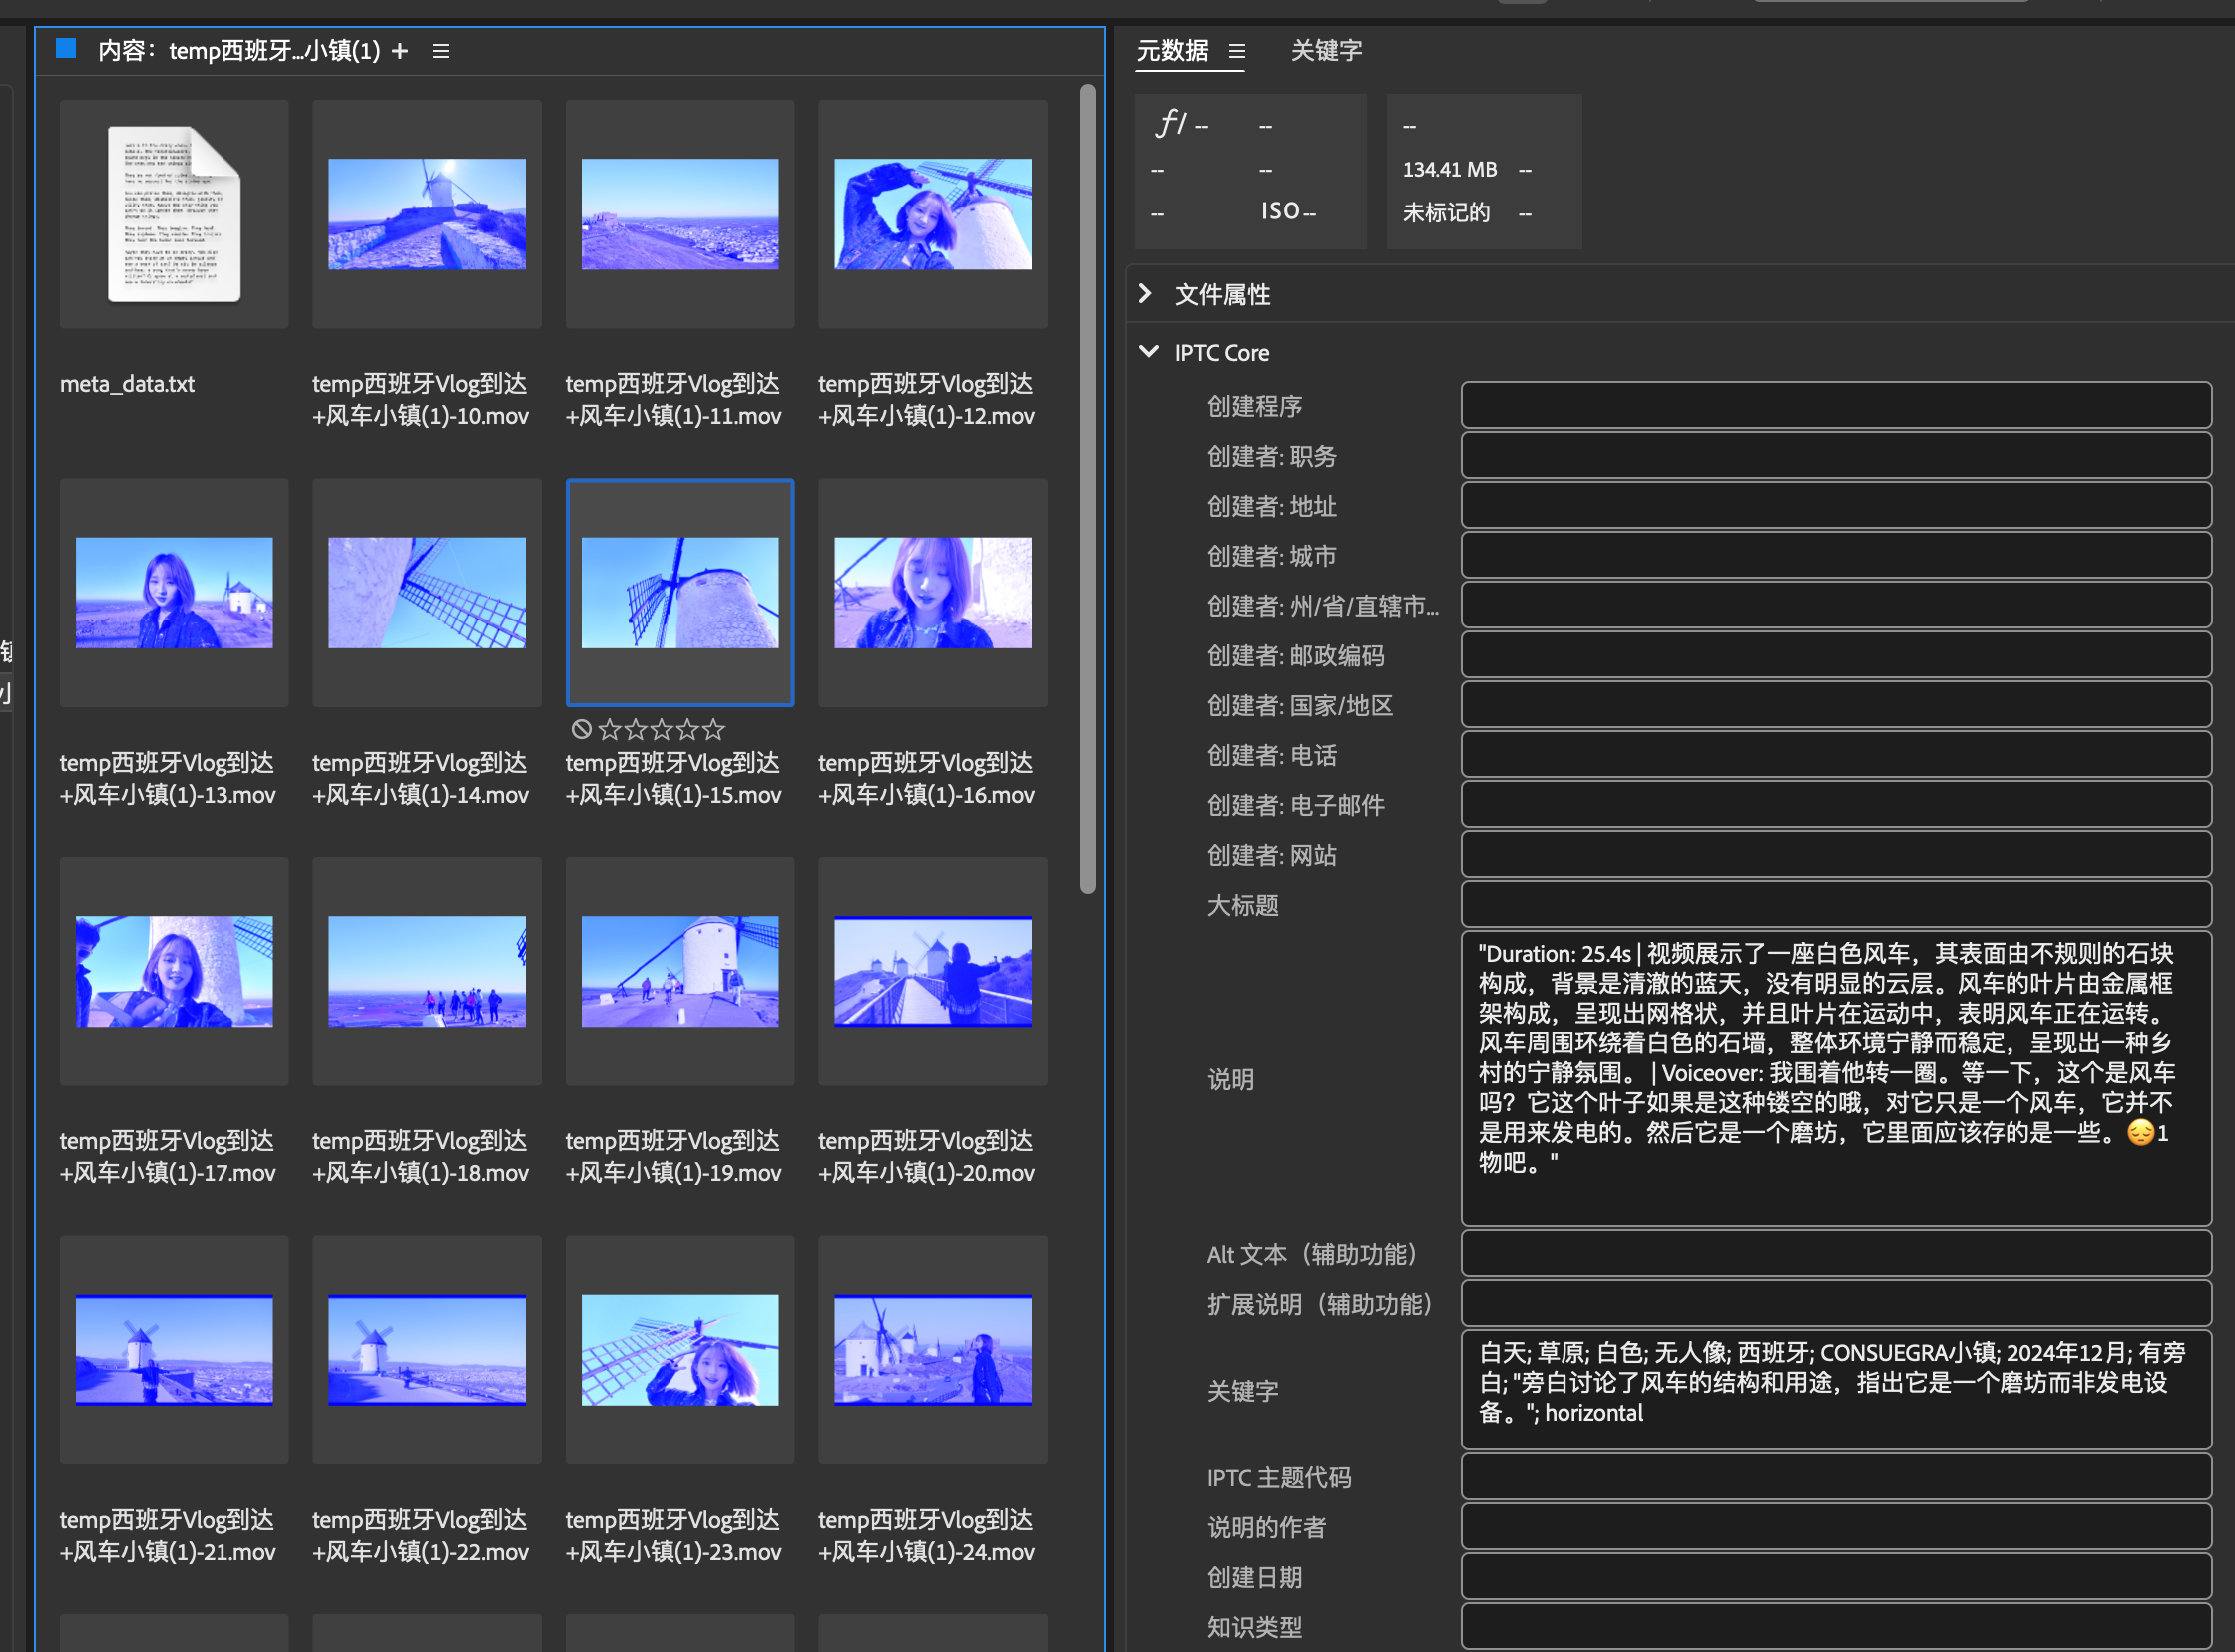 内容：temp西班牙...小镇(1)
元数据
关键字
meta_data.txt
temp西班牙Vlog到达
+风车小镇(1)-10.mov
temp西班牙Vlog到达
+风车小镇(1)-11.mov
temp西班牙Vlog到达
+风车小镇(1)-12.mov
temp西班牙Vlog到达
+风车小镇(1)-13.mov
temp西班牙Vlog到达
+风车小镇(1)-14.mov
temp西班牙Vlog到达
+风车小镇(1)-15.mov
temp西班牙Vlog到达
+风车小镇(1)-16.mov
temp西班牙Vlog到达
+风车小镇(1)-17.mov
temp西班牙Vlog到达
+风车小镇(1)-18.mov
temp西班牙Vlog到达
+风车小镇(1)-19.mov
temp西班牙Vlog到达
+风车小镇(1)-20.mov
temp西班牙Vlog到达
+风车小镇(1)-21.mov
temp西班牙Vlog到达
+风车小镇(1)-22.mov
temp西班牙Vlog到达
+风车小镇(1)-23.mov
temp西班牙Vlog到达
+风车小镇(1)-24.mov
f/ -- --
-- --
-- ISO --
--
134.41 MB --
未标记的 --
文件属性
IPTC Core
创建程序
创建者: 职务
创建者: 地址
创建者: 城市
创建者: 州/省/直辖市...
创建者: 邮政编码
创建者: 国家/地区
创建者: 电话
创建者: 电子邮件
创建者: 网站
大标题
说明
"Duration: 25.4s | 视频展示了一座白色风车，其表面由不规则的石块
构成，背景是清澈的蓝天，没有明显的云层。风车的叶片由金属框
架构成，呈现出网格状，并且叶片在运动中，表明风车正在运转。
风车周围环绕着白色的石墙，整体环境宁静而稳定，呈现出一种乡
村的宁静氛围。 | Voiceover: 我围着他转一圈。等一下，这个是风车
吗？它这个叶子如果是这种镂空的哦，对它只是一个风车，它并不
是用来发电的。然后它是一个磨坊，它里面应该存的是一些。😔1
物吧。"
Alt 文本（辅助功能）
扩展说明（辅助功能）
关键字
白天; 草原; 白色; 无人像; 西班牙; CONSUEGRA小镇; 2024年12月; 有旁
白; "旁白讨论了风车的结构和用途，指出它是一个磨坊而非发电设
备。"; horizontal
IPTC 主题代码
说明的作者
创建日期
知识类型